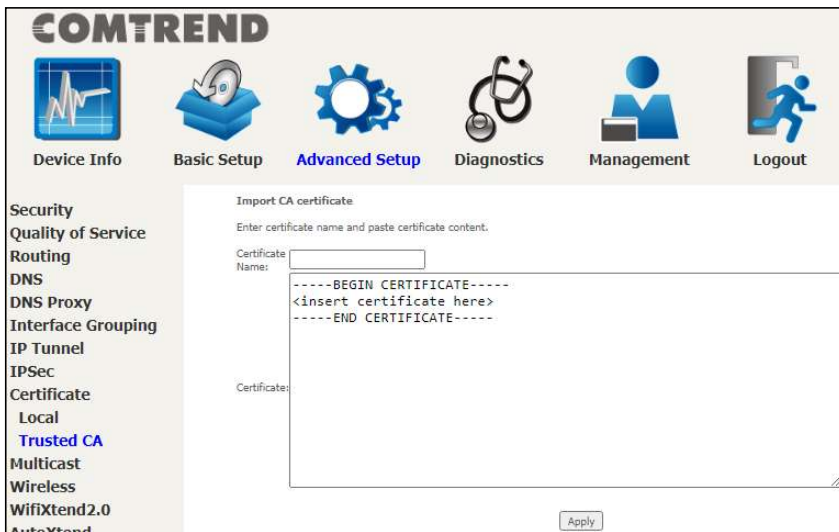 COMTREND
Device Info
Basic Setup
Advanced Setup
Diagnostics
Management
Logout
Security
Quality of Service
Routing
DNS
DNS Proxy
Interface Grouping
IP Tunnel
IPSec
Certificate
Local
Trusted CA
Multicast
Wireless
WifiXtend2.0
AutoXtend
Import CA certificate
Enter certificate name and paste certificate content.
Certificate
Name:
-----BEGIN CERTIFICATE-----
<insert certificate here>
-----END CERTIFICATE-----
Certificate:
Apply